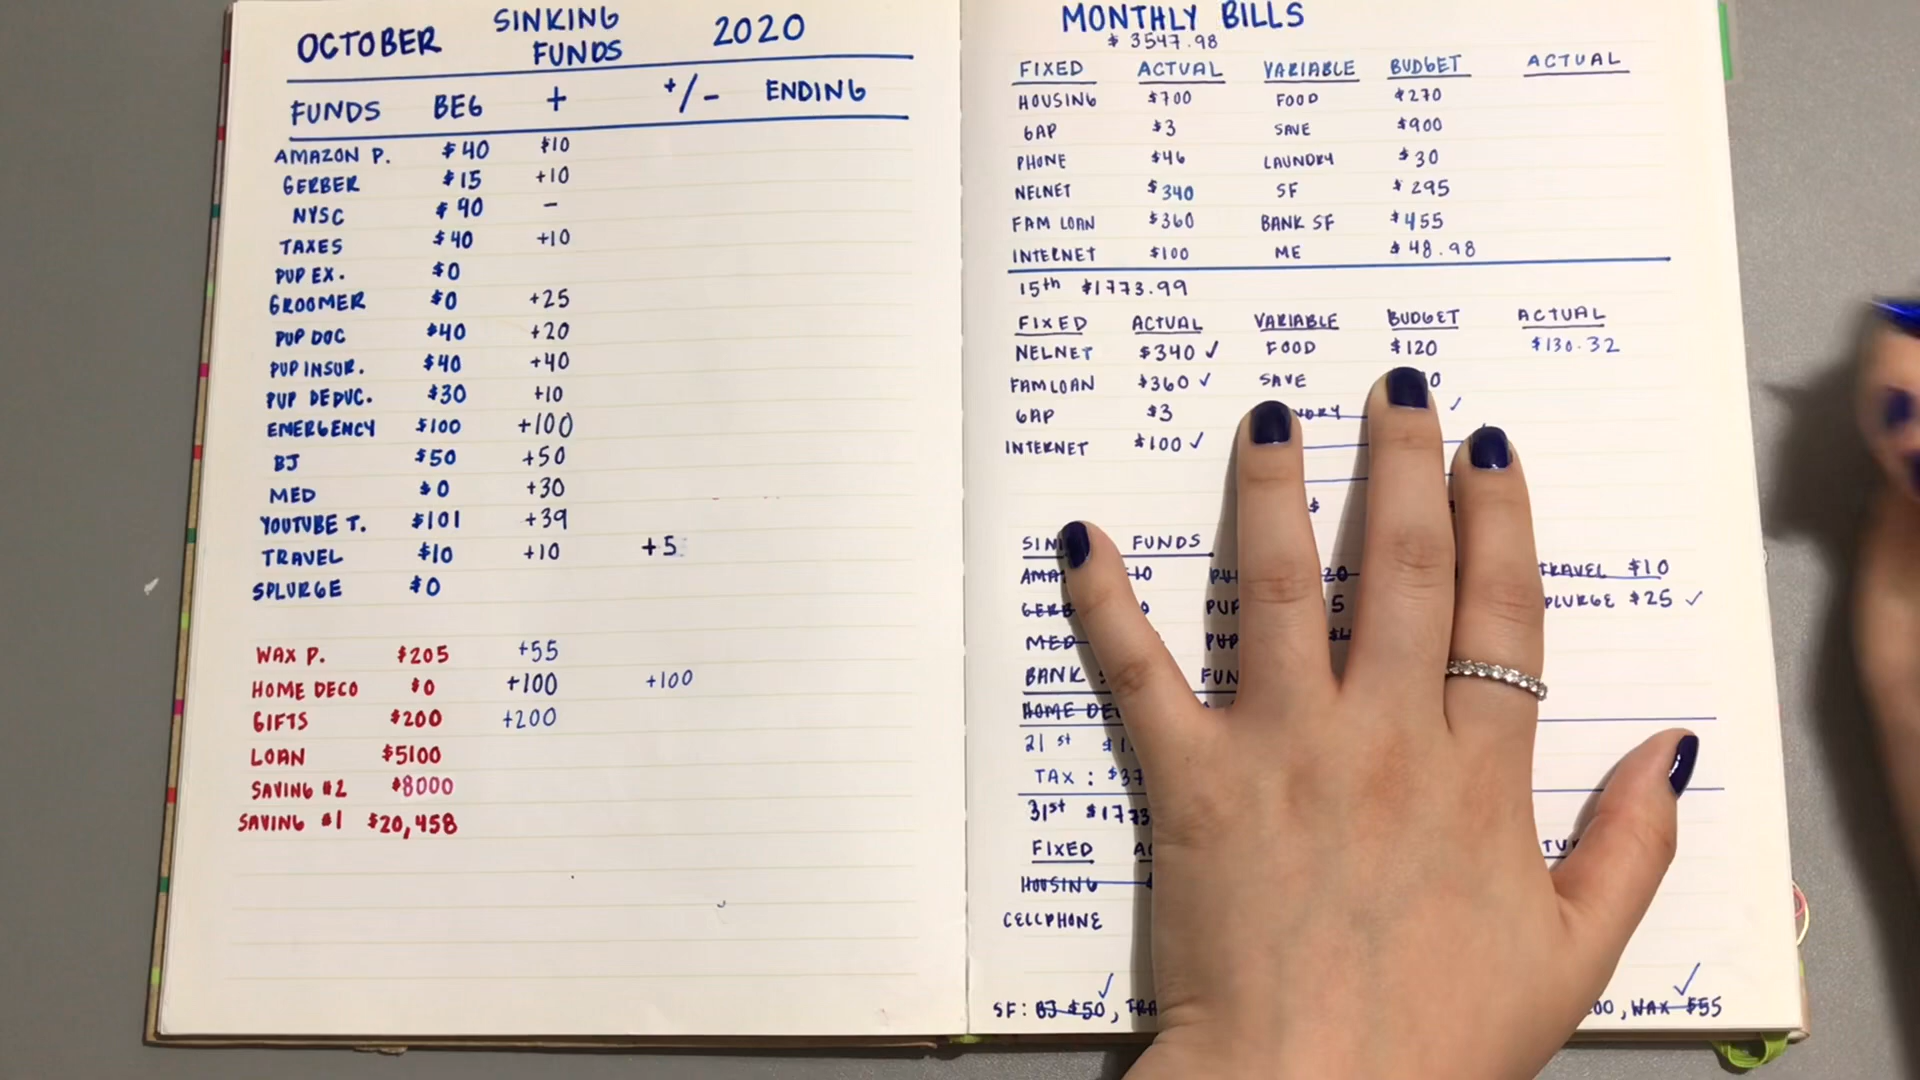 OCTOBER SINKING FUNDS 2020
FUNDS BEG + +/- ENDING
AMAZON P. $40 $10
GERBER $15 +10
NYSC $90 -
TAXES $40 +10
PUP EX. $0
GROOMER $0 +25
PUP DOC $40 +20
PUP INSUR. $40 +40
PUP DEDUC. $30 +10
EMERGENCY $100 +100
BJ $50 +50
MED $0 +30
YOUTUBE T. $101 +39
TRAVEL $10 +10 +5
SPLURGE $0
WAX P. $205 +55
HOME DECO $0 +100 +100
GIFTS $200 +200
LOAN $5100
SAVING #2 $8000
SAVING #1 $20,458
MONTHLY BILLS
$3547.98
FIXED ACTUAL VARIABLE BUDGET ACTUAL
HOUSING $700 FOOD $270
GAP $3 SAVE $900
PHONE $46 LAUNDRY $30
NELNET $340 SF $295
FAM LOAN $360 BANK SF $455
INTERNET $100 ME $48.98
15th $1773.99
FIXED ACTUAL VARIABLE BUDGET ACTUAL
NELNET $340 ✓ FOOD $120 $130.32
FAM LOAN $360 ✓ SAVE
GAP $3 ✓
INTERNET $100 ✓
$
FUNDS
TRAVEL $10
$25 ✓
MED
BANK
HOME
21st
TAX:
31st
FIXED
HOUSING
CELLPHONE
SF: BJ $50 ✓, WAX $55 ✓